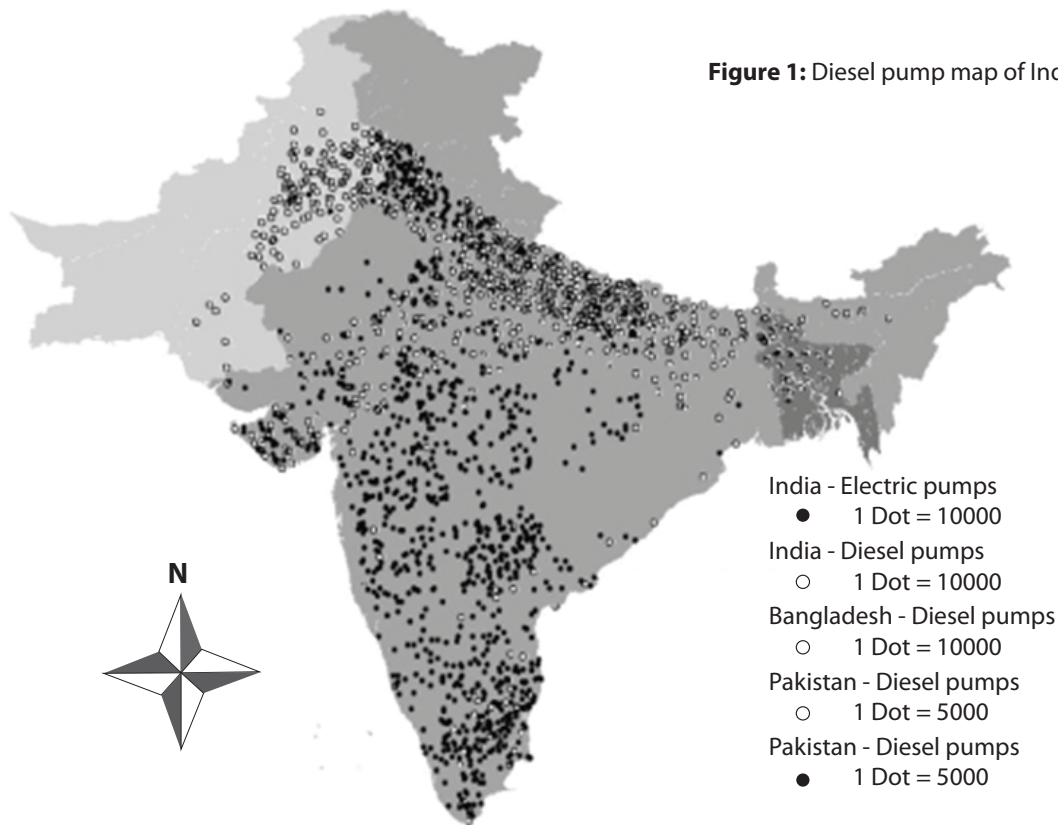 Figure 1: Diesel pump map of Inc
N
India - Electric pumps
1 Dot = 10000
India - Diesel pumps
1 Dot = 10000
Bangladesh - Diesel pumps
1 Dot = 10000
Pakistan - Diesel pumps
1 Dot = 5000
Pakistan - Diesel pumps
1 Dot = 5000